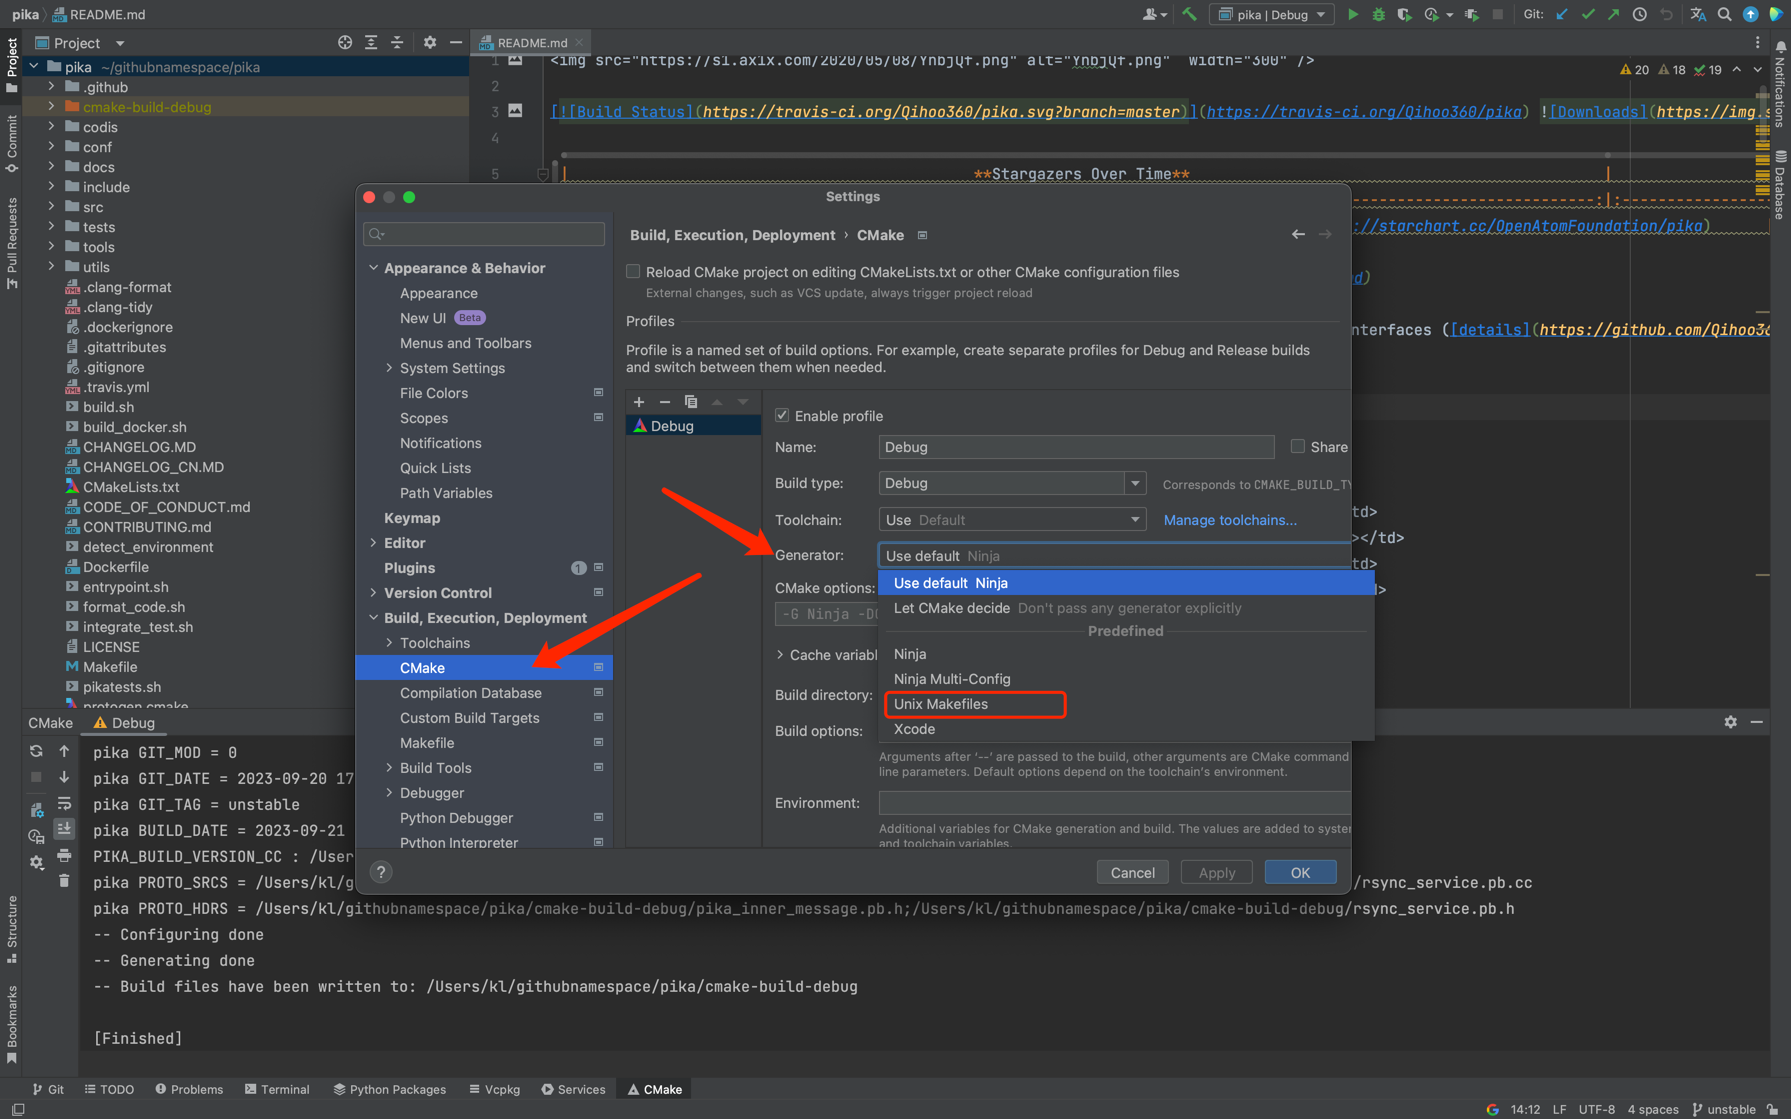 pika
README.md
pika | Debug
Git:
Project
README.md
pika ~/githubnamespace/pika
.github
cmake-build-debug
codis
conf
docs
include
src
tests
tools
utils
.clang-format
.clang-tidy
.dockerignore
.gitattributes
.gitignore
.travis.yml
build.sh
build_docker.sh
CHANGELOG.MD
CHANGELOG_CN.MD
CMakeLists.txt
CODE_OF_CONDUCT.md
CONTRIBUTING.md
detect_environment
Dockerfile
entrypoint.sh
format_code.sh
integrate_test.sh
LICENSE
Makefile
pikatests.sh
protogen.cmake
Project
Commit
Pull Requests
Structure
Bookmarks
Notifications
Database
20 18 19
1 <img src="https://s1.ax1x.com/2020/05/08/YnbjQf.png" alt="YnbjQf.png" width="300" />
2
3 [![Build Status](https://travis-ci.org/Qihoo360/pika.svg?branch=master)](https://travis-ci.org/Qihoo360/pika) ![Downloads](https://img.s
4
5 | **Stargazers Over Time** |
://starchart.cc/OpenAtomFoundation/pika)
nterfaces ([details](https://github.com/Qihoo36
td>
></td>
td>
Settings
Build, Execution, Deployment › CMake
Appearance & Behavior
Appearance
New UI Beta
Menus and Toolbars
System Settings
File Colors
Scopes
Notifications
Quick Lists
Path Variables
Keymap
Editor
Plugins 1
Version Control
Build, Execution, Deployment
Toolchains
CMake
Compilation Database
Custom Build Targets
Makefile
Build Tools
Debugger
Python Debugger
Python Interpreter
Reload CMake project on editing CMakeLists.txt or other CMake configuration files
External changes, such as VCS update, always trigger project reload
Profiles
Profile is a named set of build options. For example, create separate profiles for Debug and Release builds
and switch between them when needed.
Debug
Enable profile
Name: Debug Share
Build type: Debug Corresponds to CMAKE_BUILD_TY
Toolchain: Use Default Manage toolchains...
Generator: Use default Ninja
CMake options:
-G Ninja -DC
Cache variabl
Build directory:
Build options:
Use default Ninja
Let CMake decide Don't pass any generator explicitly
Predefined
Ninja
Ninja Multi-Config
Unix Makefiles
Xcode
Arguments after '--' are passed to the build, other arguments are CMake command
line parameters. Default options depend on the toolchain's environment.
Environment:
Additional variables for CMake generation and build. The values are added to syste
and toolchain variables.
?
Cancel
Apply
OK
CMake
Debug
pika GIT_MOD = 0
pika GIT_DATE = 2023-09-20 17
pika GIT_TAG = unstable
pika BUILD_DATE = 2023-09-21
PIKA_BUILD_VERSION_CC : /User
pika PROTO_SRCS = /Users/kl/g /rsync_service.pb.cc
pika PROTO_HDRS = /Users/kl/githubnamespace/pika/cmake-build-debug/pika_inner_message.pb.h;/Users/kl/githubnamespace/pika/cmake-build-debug/rsync_service.pb.h
-- Configuring done
-- Generating done
-- Build files have been written to: /Users/kl/githubnamespace/pika/cmake-build-debug
[Finished]
Git
TODO
Problems
Terminal
Python Packages
Vcpkg
Services
CMake
14:12 LF UTF-8 4 spaces unstable